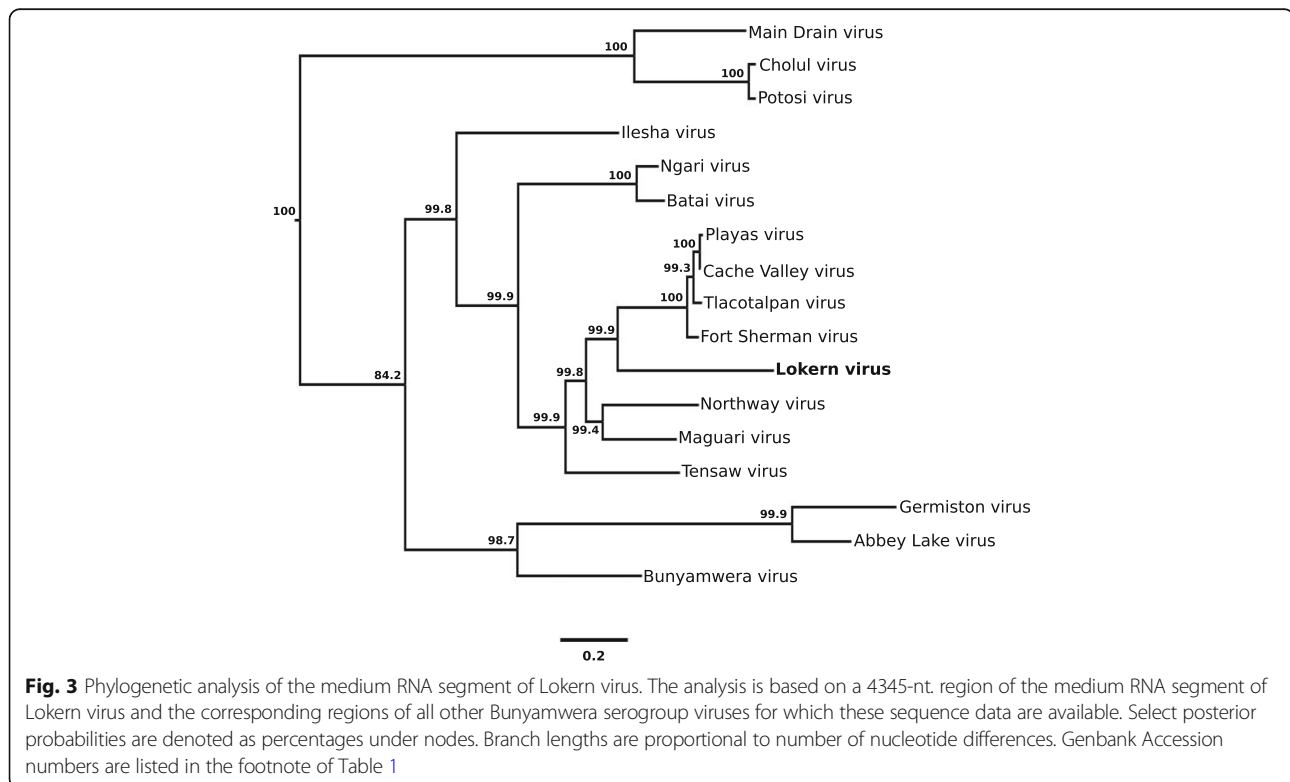 Main Drain virus
100
Cholul virus
100
Potosi virus
Ilesha virus
Ngari virus
100
Batai virus
99.8
100
Playas virus
100
Cache Valley virus
99.3
Tlacotalpan virus
99.9
100
Fort Sherman virus
99.9
Lokern virus
84.2
99.8
Northway virus
99.9
99.4
Maguari virus
Tensaw virus
Germiston virus
99.9
Abbey Lake virus
98.7
Bunyamwera virus
0.2
Fig. 3 Phylogenetic analysis of the medium RNA segment of Lokern virus. The analysis is based on a 4345-nt. region of the medium RNA segment of
Lokern virus and the corresponding regions of all other Bunyamwera serogroup viruses for which these sequence data are available. Select posterior
probabilities are denoted as percentages under nodes. Branch lengths are proportional to number of nucleotide differences. Genbank Accession
numbers are listed in the footnote of Table 1